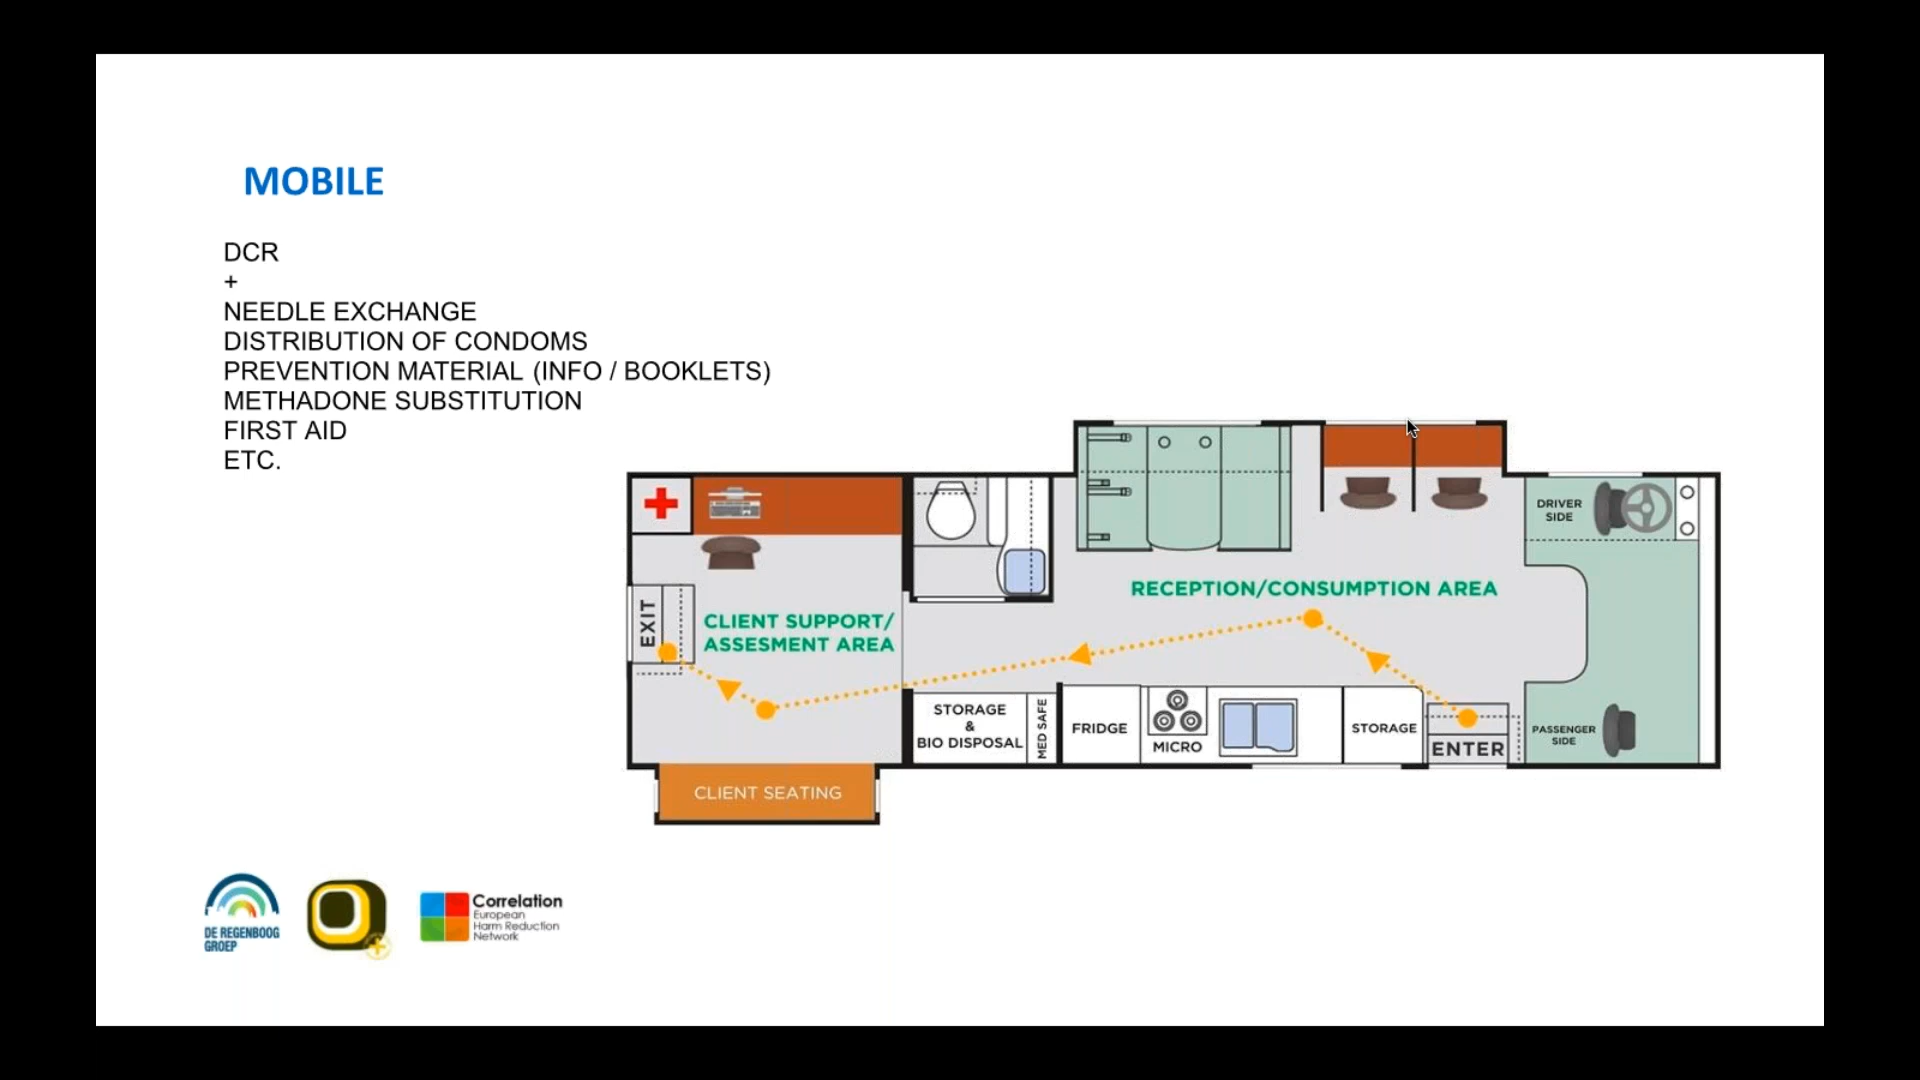 MOBILE
DCR
+
NEEDLE EXCHANGE
DISTRIBUTION OF CONDOMS
PREVENTION MATERIAL (INFO / BOOKLETS)
METHADONE SUBSTITUTION
FIRST AID
ETC.
DRIVER
SIDE
RECEPTION/CONSUMPTION AREA
EXIT
CLIENT SUPPORT/
ASSESMENT AREA
STORAGE
&
BIO DISPOSAL
MED SAFE
FRIDGE
MICRO
STORAGE
ENTER
PASSENGER
SIDE
CLIENT SEATING
DE REGENBOOG
GROEP
Correlation
European
Harm Reduction
Network